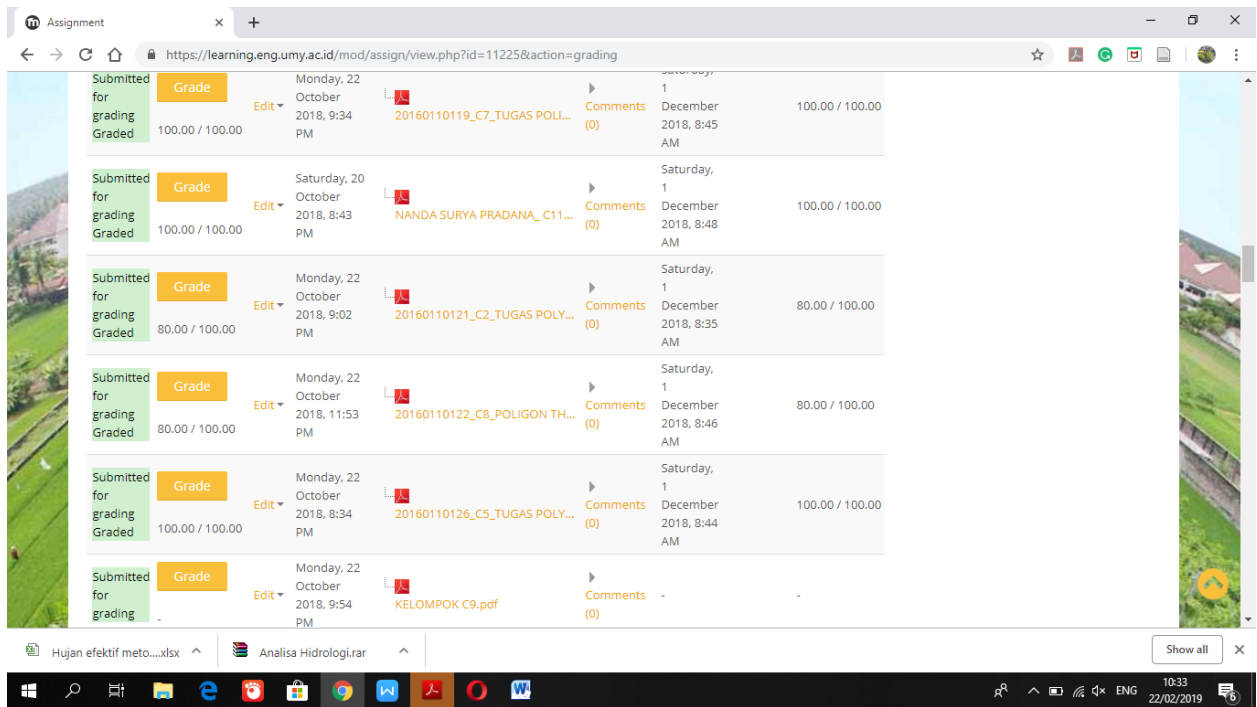 Assignment
https://learning.eng.umy.ac.id/mod/assign/view.php?id=11225&action=grading
Submitted for grading Graded
Grade
100.00 / 100.00
Edit
Monday, 22 October 2018, 9:34 PM
20160110119_C7_TUGAS POLI...
Comments (0)
Saturday, 1 December 2018, 8:45 AM
100.00 / 100.00
Submitted for grading Graded
Grade
100.00 / 100.00
Edit
Saturday, 20 October 2018, 8:43 PM
NANDA SURYA PRADANA_ C11...
Comments (0)
Saturday, 1 December 2018, 8:48 AM
100.00 / 100.00
Submitted for grading Graded
Grade
80.00 / 100.00
Edit
Monday, 22 October 2018, 9:02 PM
20160110121_C2_TUGAS POLY...
Comments (0)
Saturday, 1 December 2018, 8:35 AM
80.00 / 100.00
Submitted for grading Graded
Grade
80.00 / 100.00
Edit
Monday, 22 October 2018, 11:53 PM
20160110122_C8_POLIGON TH...
Comments (0)
Saturday, 1 December 2018, 8:46 AM
80.00 / 100.00
Submitted for grading Graded
Grade
100.00 / 100.00
Edit
Monday, 22 October 2018, 8:34 PM
20160110126_C5_TUGAS POLY...
Comments (0)
Saturday, 1 December 2018, 8:44 AM
100.00 / 100.00
Submitted for grading
Grade
-
Edit
Monday, 22 October 2018, 9:54 PM
KELOMPOK C9.pdf
Comments (0)
-
-
Hujan efektif meto....xlsx
Analisa Hidrologi.rar
Show all
ENG
10:33
22/02/2019
6